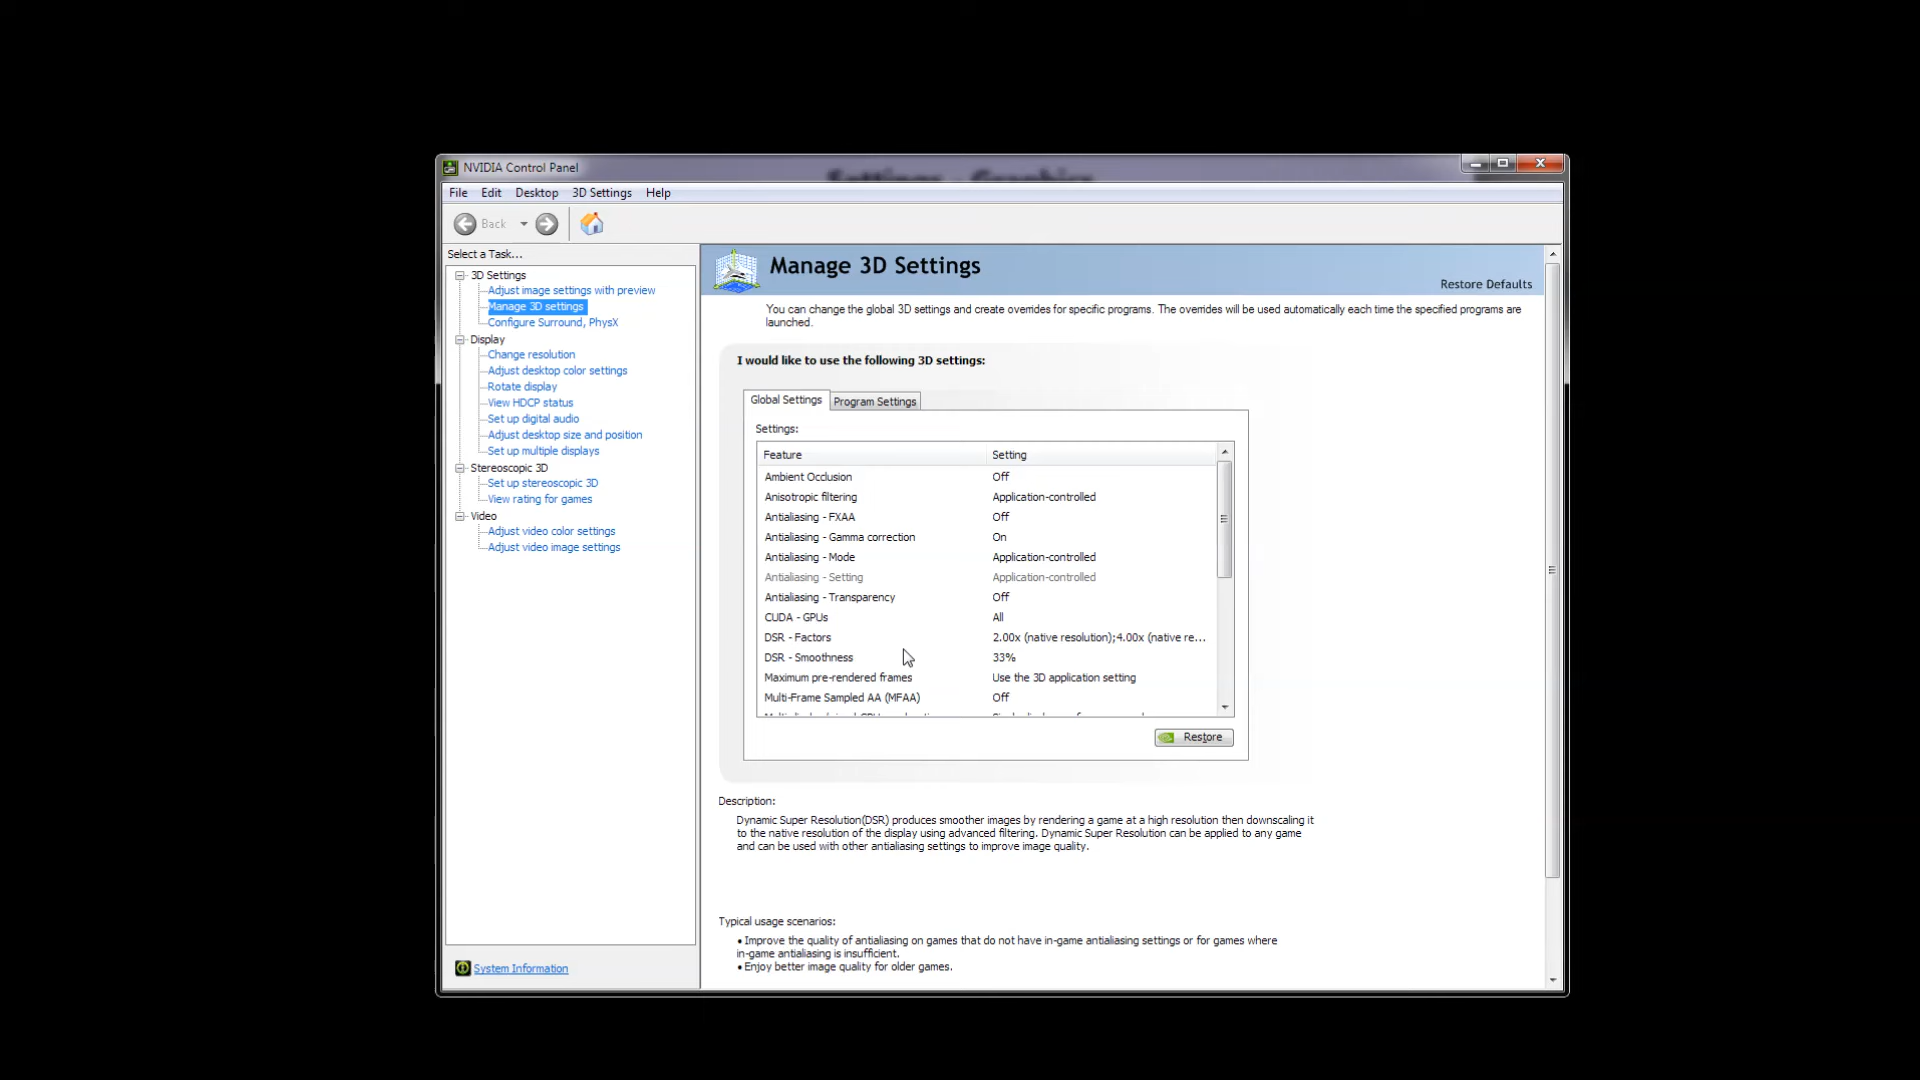 NVIDIA Control Panel
Settings - Graphics
File Edit Desktop 3D Settings Help
Back
Select a Task...
3D Settings
Adjust image settings with preview
Manage 3D settings
Configure Surround, PhysX
Display
Change resolution
Adjust desktop color settings
Rotate display
View HDCP status
Set up digital audio
Adjust desktop size and position
Set up multiple displays
Stereoscopic 3D
Set up stereoscopic 3D
View rating for games
Video
Adjust video color settings
Adjust video image settings
System Information
Manage 3D Settings
Restore Defaults
You can change the global 3D settings and create overrides for specific programs. The overrides will be used automatically each time the specified programs are
launched.
I would like to use the following 3D settings:
Global Settings Program Settings
Settings:
Feature Setting
Ambient Occlusion Off
Anisotropic filtering Application-controlled
Antialiasing - FXAA Off
Antialiasing - Gamma correction On
Antialiasing - Mode Application-controlled
Antialiasing - Setting Application-controlled
Antialiasing - Transparency Off
CUDA - GPUs All
DSR - Factors 2.00x (native resolution);4.00x (native re...
DSR - Smoothness 33%
Maximum pre-rendered frames Use the 3D application setting
Multi-Frame Sampled AA (MFAA) Off
Restore
Description:
Dynamic Super Resolution(DSR) produces smoother images by rendering a game at a high resolution then downscaling it
to the native resolution of the display using advanced filtering. Dynamic Super Resolution can be applied to any game
and can be used with other antialiasing settings to improve image quality.
Typical usage scenarios:
• Improve the quality of antialiasing on games that do not have in-game antialiasing settings or for games where
in-game antialiasing is insufficient.
• Enjoy better image quality for older games.